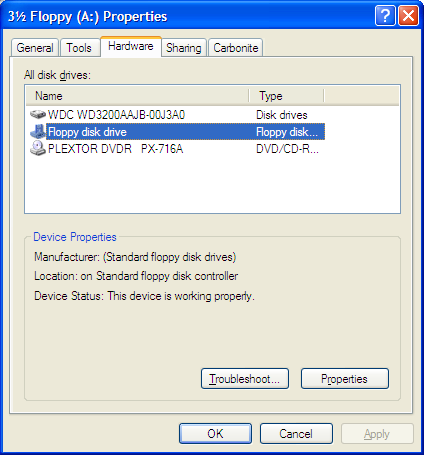 3½ Floppy (A:) Properties
General Tools Hardware Sharing Carbonite
All disk drives:
Name Type
WDC WD3200AAJB-00J3A0 Disk drives
Floppy disk drive Floppy disk...
PLEXTOR DVDR PX-716A DVD/CD-R...
Device Properties
Manufacturer: (Standard floppy disk drives)
Location: on Standard floppy disk controller
Device Status: This device is working properly.
Troubleshoot... Properties
OK Cancel Apply